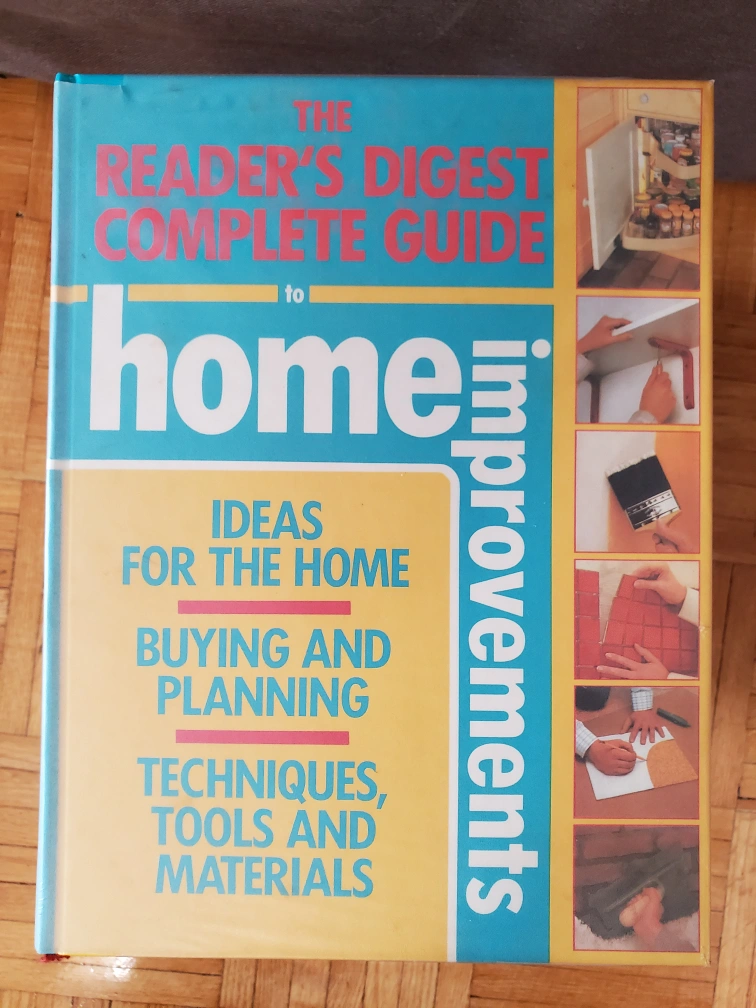 THE
READER'S DIGEST
COMPLETE GUIDE
to
home
improvements
IDEAS
FOR THE HOME
BUYING AND
PLANNING
TECHNIQUES,
TOOLS AND
MATERIALS